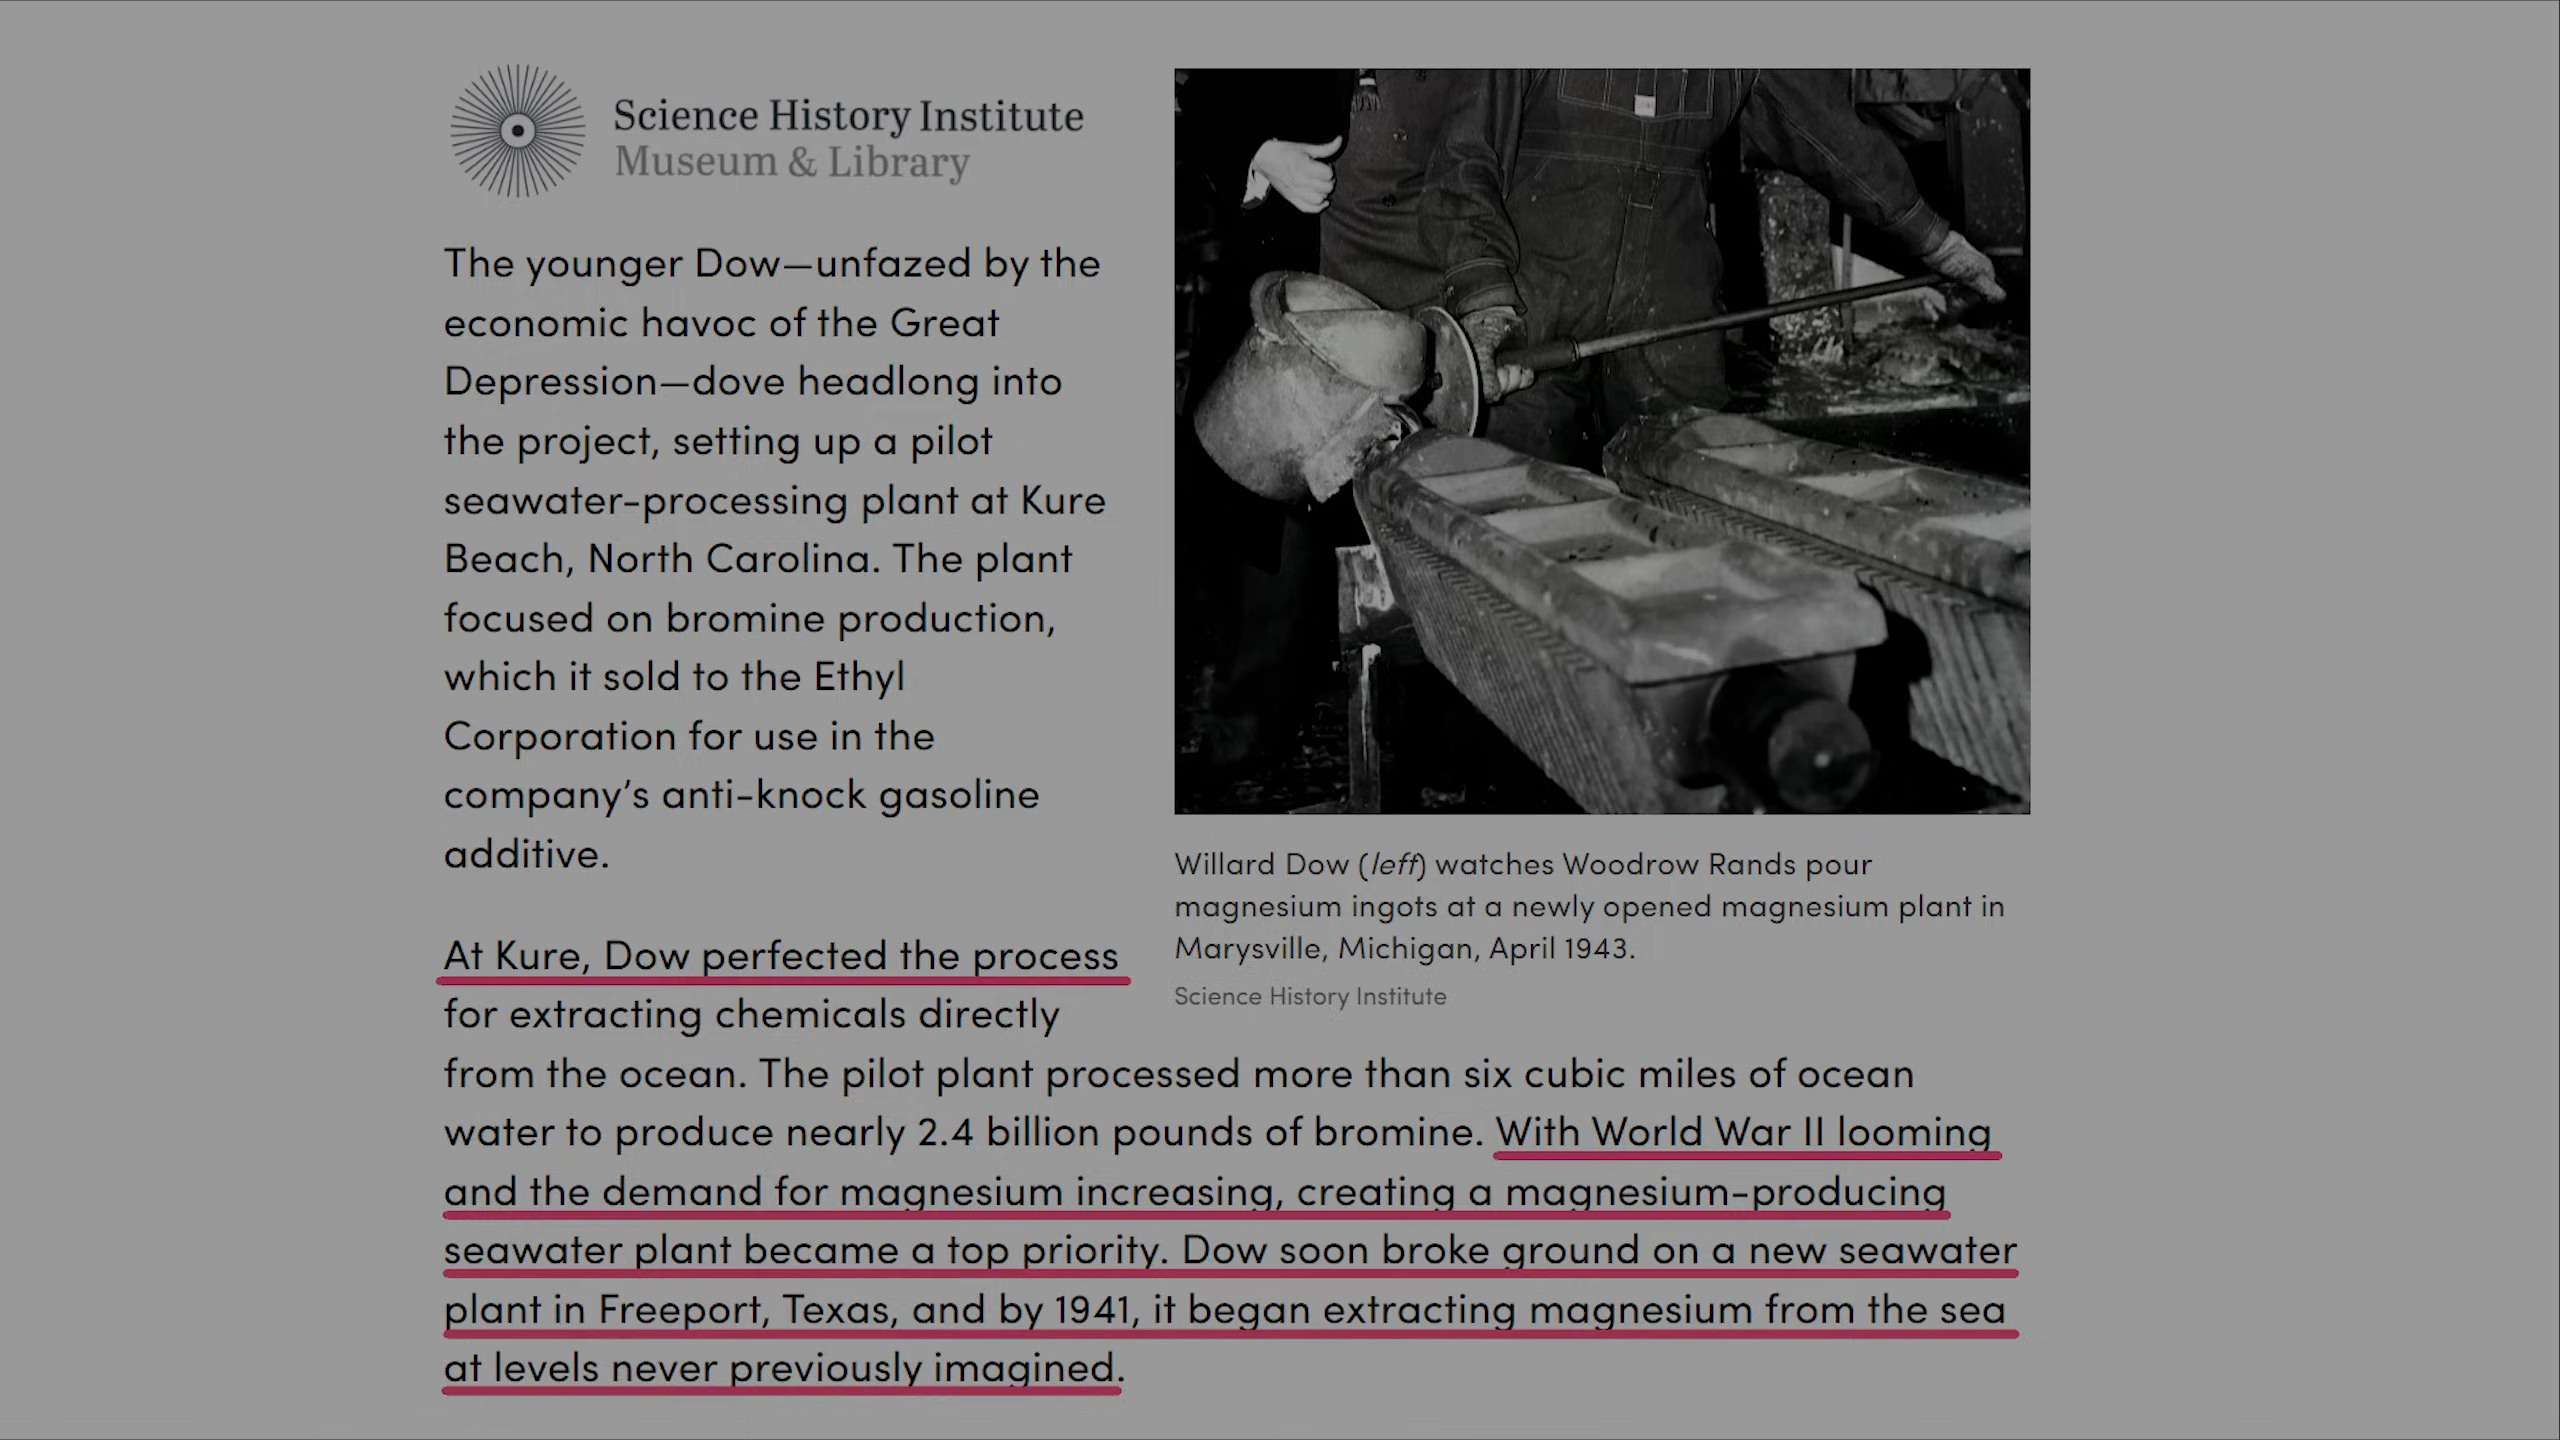 Science History Institute
Museum & Library
The younger Dow—unfazed by the
economic havoc of the Great
Depression—dove headlong into
the project, setting up a pilot
seawater-processing plant at Kure
Beach, North Carolina. The plant
focused on bromine production,
which it sold to the Ethyl
Corporation for use in the
company’s anti-knock gasoline
additive.
At Kure, Dow perfected the process
for extracting chemicals directly
from the ocean. The pilot plant processed more than six cubic miles of ocean
water to produce nearly 2.4 billion pounds of bromine. With World War II looming
and the demand for magnesium increasing, creating a magnesium-producing
seawater plant became a top priority. Dow soon broke ground on a new seawater
plant in Freeport, Texas, and by 1941, it began extracting magnesium from the sea
at levels never previously imagined.
Willard Dow (left) watches Woodrow Rands pour
magnesium ingots at a newly opened magnesium plant in
Marysville, Michigan, April 1943.
Science History Institute